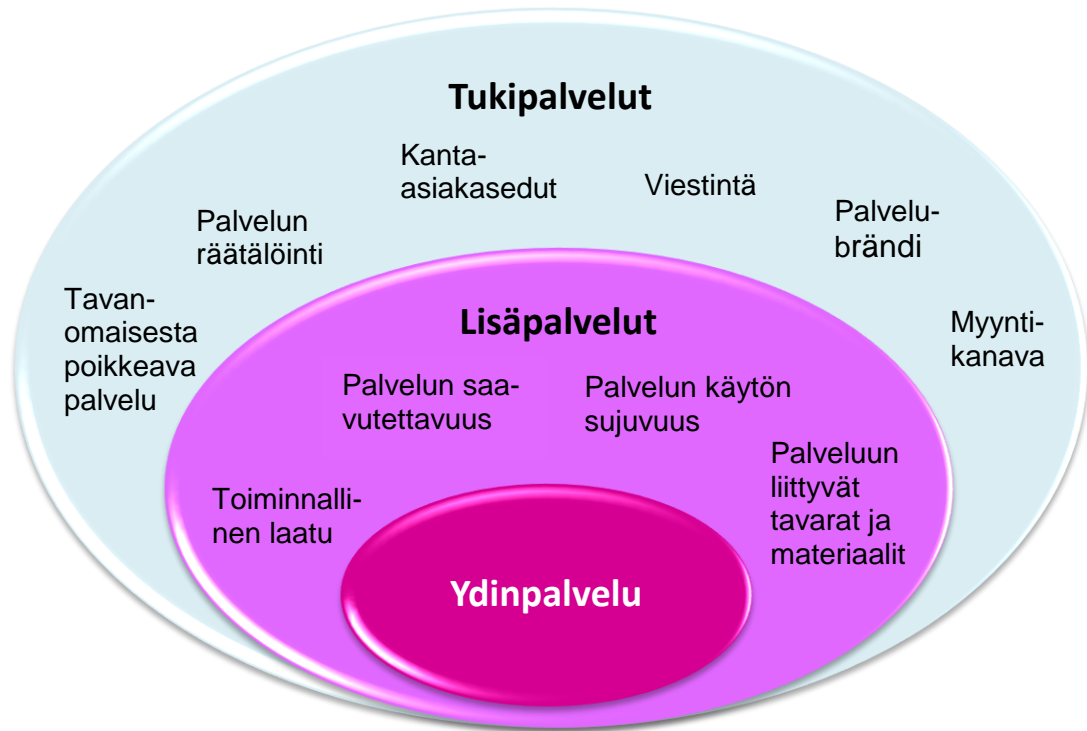 Tukipalvelut
Kanta-
asiakasedut
Viestintä
Palvelun
räätälöinti
Palvelu-
brändi
Tavan-
omaisesta
poikkeava
palvelu
Myynti-
kanava
Lisäpalvelut
Palvelun saa-
vutettavuus
Palvelun käytön
sujuvuus
Toiminnalli-
nen laatu
Palveluun
liittyvät
tavarat ja
materiaalit
Ydinpalvelu